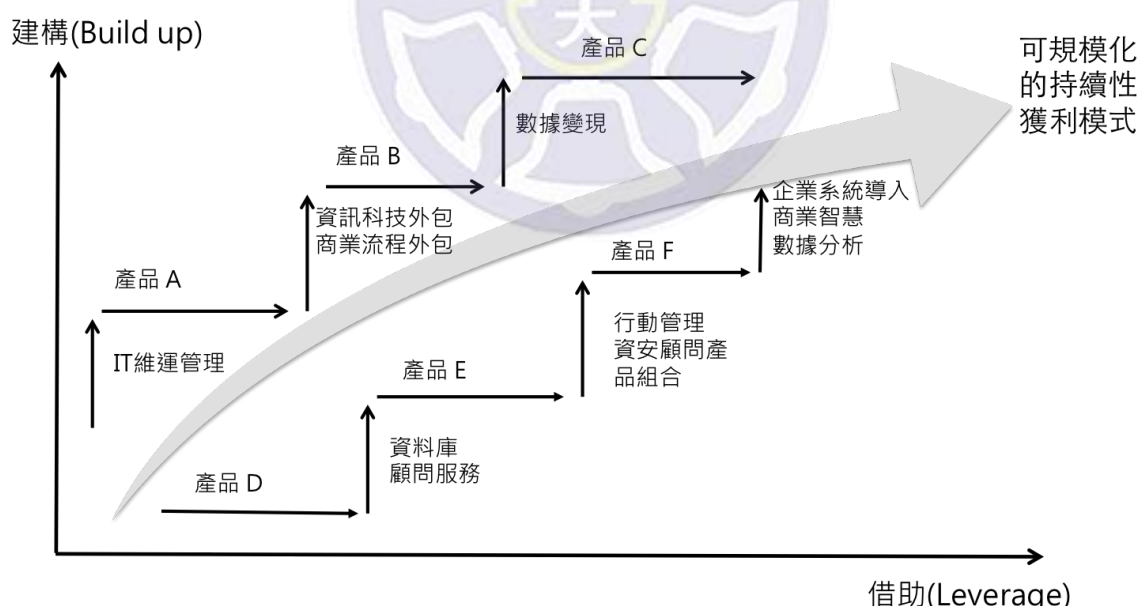 建構(Build up)
大
產品 C
可規模化
的持續性
獲利模式
數據變現
產品 B
資訊科技外包
商業流程外包
企業系統導入
商業智慧
數據分析
產品 F
產品 A
IT維運管理
行動管理
資安顧問產
品組合
產品 E
資料庫
顧問服務
產品 D
借助(Leverage)